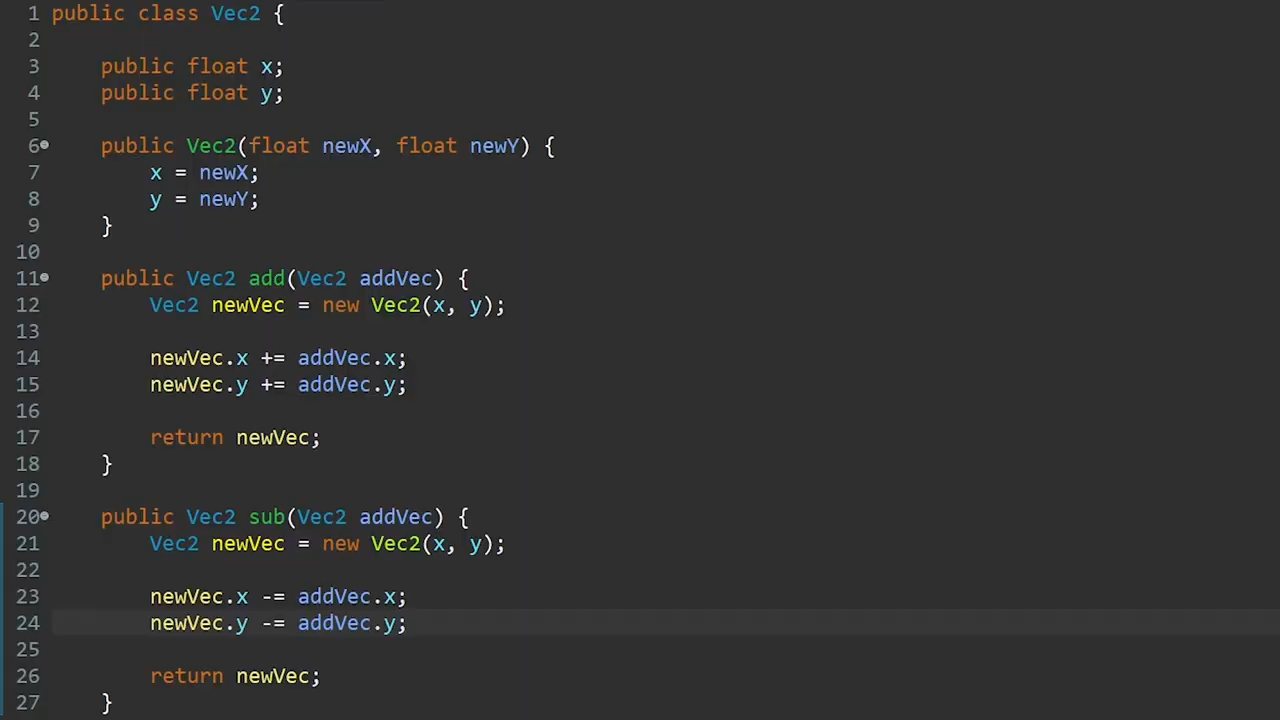 1 public class Vec2 {
2
3     public float x;
4     public float y;
5
6     public Vec2(float newX, float newY) {
7         x = newX;
8         y = newY;
9     }
10
11     public Vec2 add(Vec2 addVec) {
12         Vec2 newVec = new Vec2(x, y);
13
14         newVec.x += addVec.x;
15         newVec.y += addVec.y;
16
17         return newVec;
18     }
19
20     public Vec2 sub(Vec2 addVec) {
21         Vec2 newVec = new Vec2(x, y);
22
23         newVec.x -= addVec.x;
24         newVec.y -= addVec.y;
25
26         return newVec;
27     }